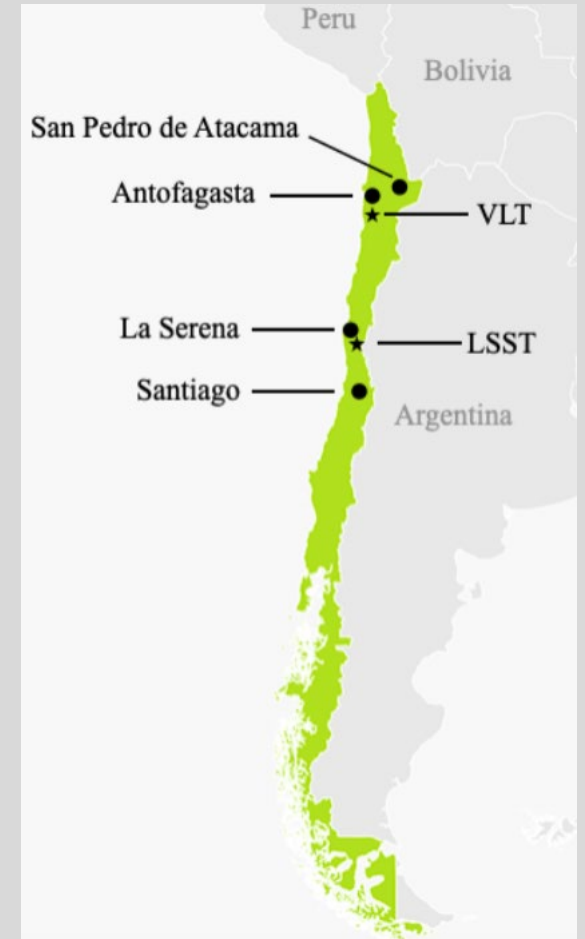 Peru
Bolivia
San Pedro de Atacama
Antofagasta
VLT
La Serena
LSST
Santiago
Argentina